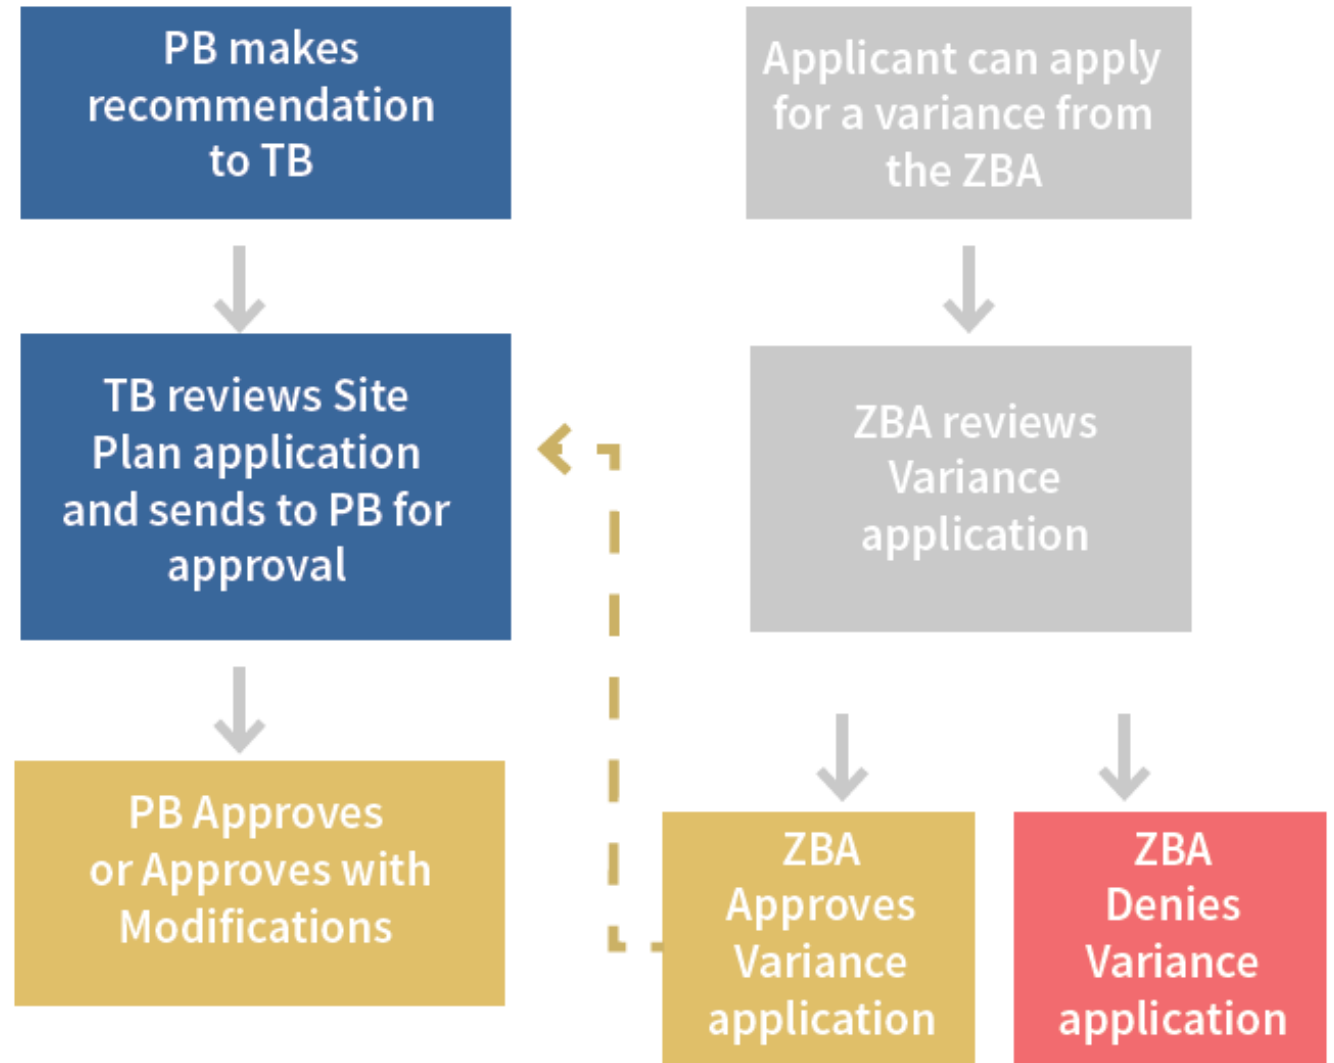 PB makes
recommendation
to TB
TB reviews Site
Plan application
and sends to PB for
approval
PB Approves
or Approves with
Modifications
Applicant can apply
for a variance from
the ZBA
ZBA reviews
Variance
application
ZBA
Approves
Variance
application
ZBA
Denies
Variance
application